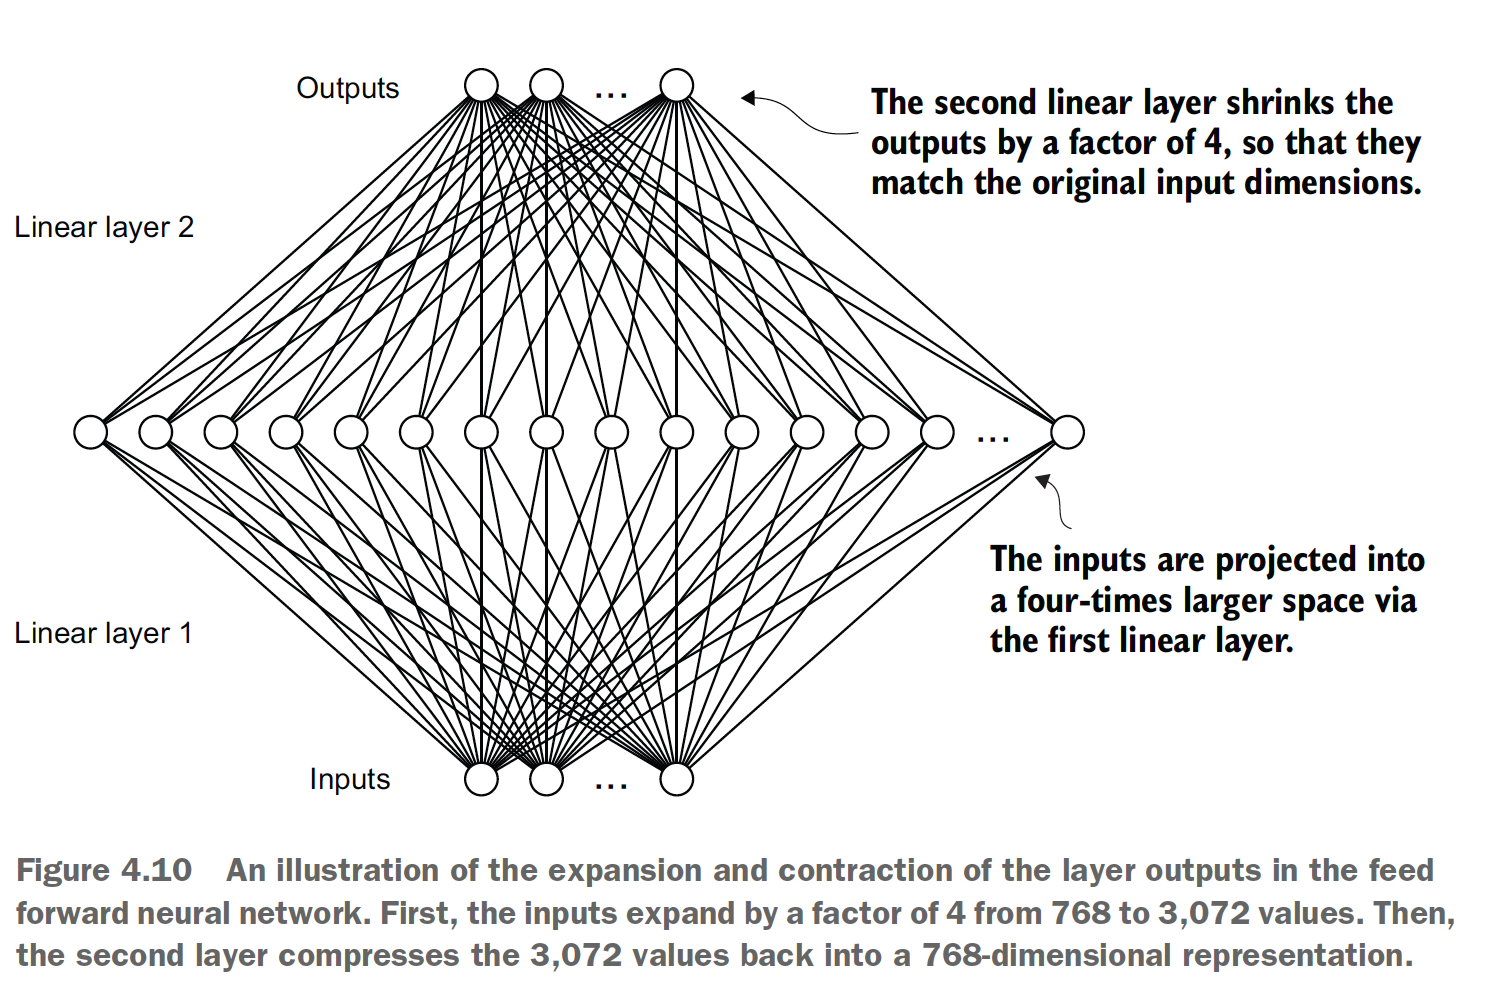 Outputs
...
The second linear layer shrinks the
outputs by a factor of 4, so that they
match the original input dimensions.
Linear layer 2
...
The inputs are projected into
a four-times larger space via
the first linear layer.
Linear layer 1
Inputs
...
Figure 4.10 An illustration of the expansion and contraction of the layer outputs in the feed
forward neural network. First, the inputs expand by a factor of 4 from 768 to 3,072 values. Then,
the second layer compresses the 3,072 values back into a 768-dimensional representation.